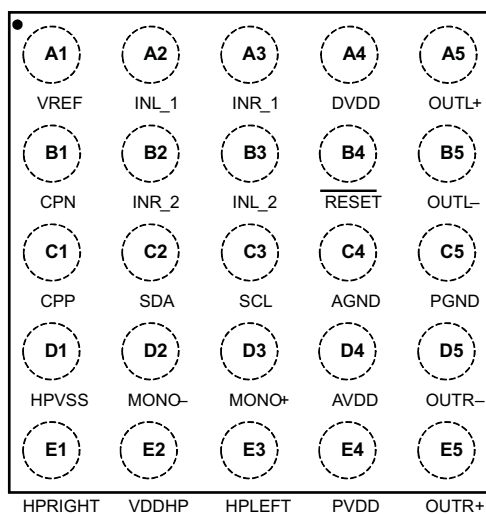 A1 A2 A3 A4 A5
VREF INL_1 INR_1 DVDD OUTL+
B1 B2 B3 B4 B5
CPN INR_2 INL_2 RESET OUTL–
C1 C2 C3 C4 C5
CPP SDA SCL AGND PGND
D1 D2 D3 D4 D5
HPVSS MONO– MONO+ AVDD OUTR–
E1 E2 E3 E4 E5
HPRIGHT VDDHP HPLEFT PVDD OUTR+